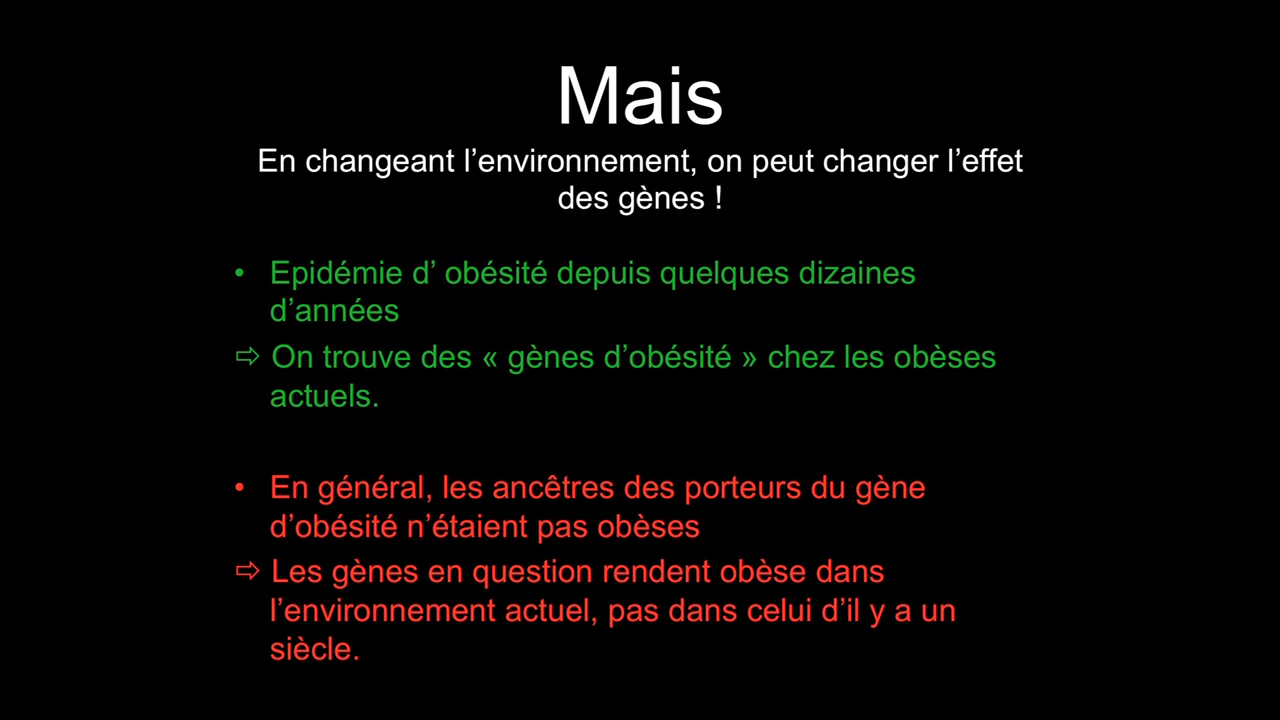 Mais
En changeant l’environnement, on peut changer l’effet
des gènes !
• Epidémie d’ obésité depuis quelques dizaines
d’années
⇨ On trouve des « gènes d’obésité » chez les obèses
actuels.
• En général, les ancêtres des porteurs du gène
d’obésité n’étaient pas obèses
⇨ Les gènes en question rendent obèse dans
l’environnement actuel, pas dans celui d’il y a un
siècle.